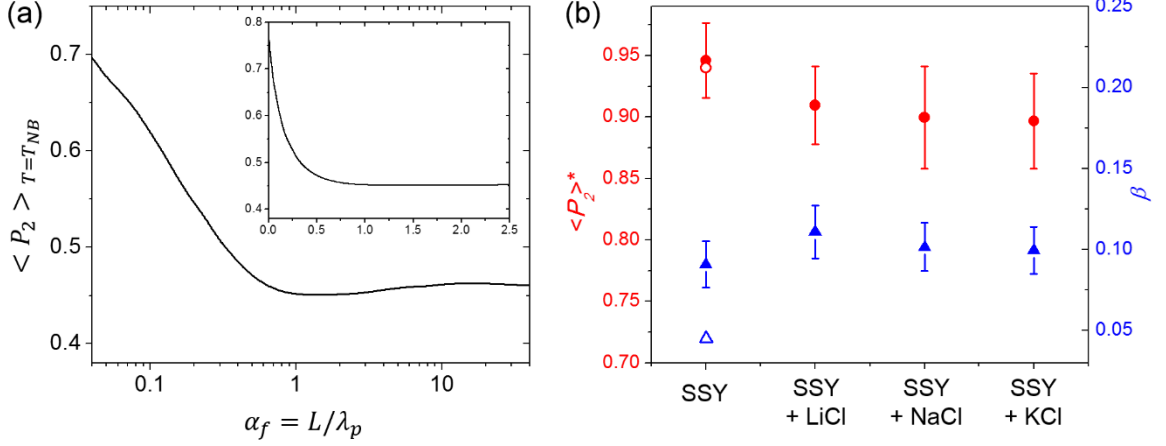 (a)
0.7
0.6
0.5
0.4
< P₂ > T=T_NB
0.1
1
10
α_f = L/λ_p
0.8
0.7
0.6
0.5
0.4
0.0
0.5
1.0
1.5
2.0
2.5
(b)
0.95
0.90
0.85
0.80
0.75
0.70
<P₂>*
0.25
0.20
0.15
0.10
0.05
β
SSY
SSY
+ LiCl
SSY
+ NaCl
SSY
+ KCl